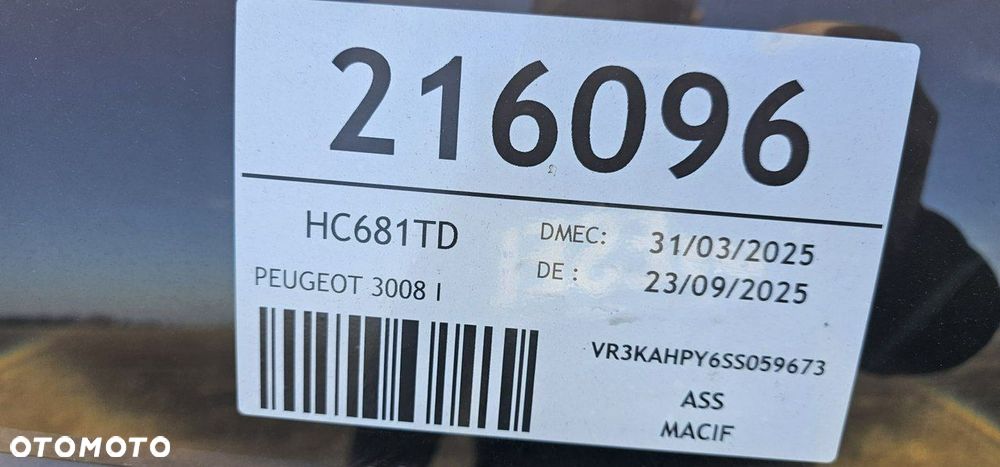 216096
HC681TD
DMEC: 31/03/2025
DE : 23/09/2025
PEUGEOT 3008 I
VR3KAHPY6SS059673
ASS
MACIF
OTOMOTO